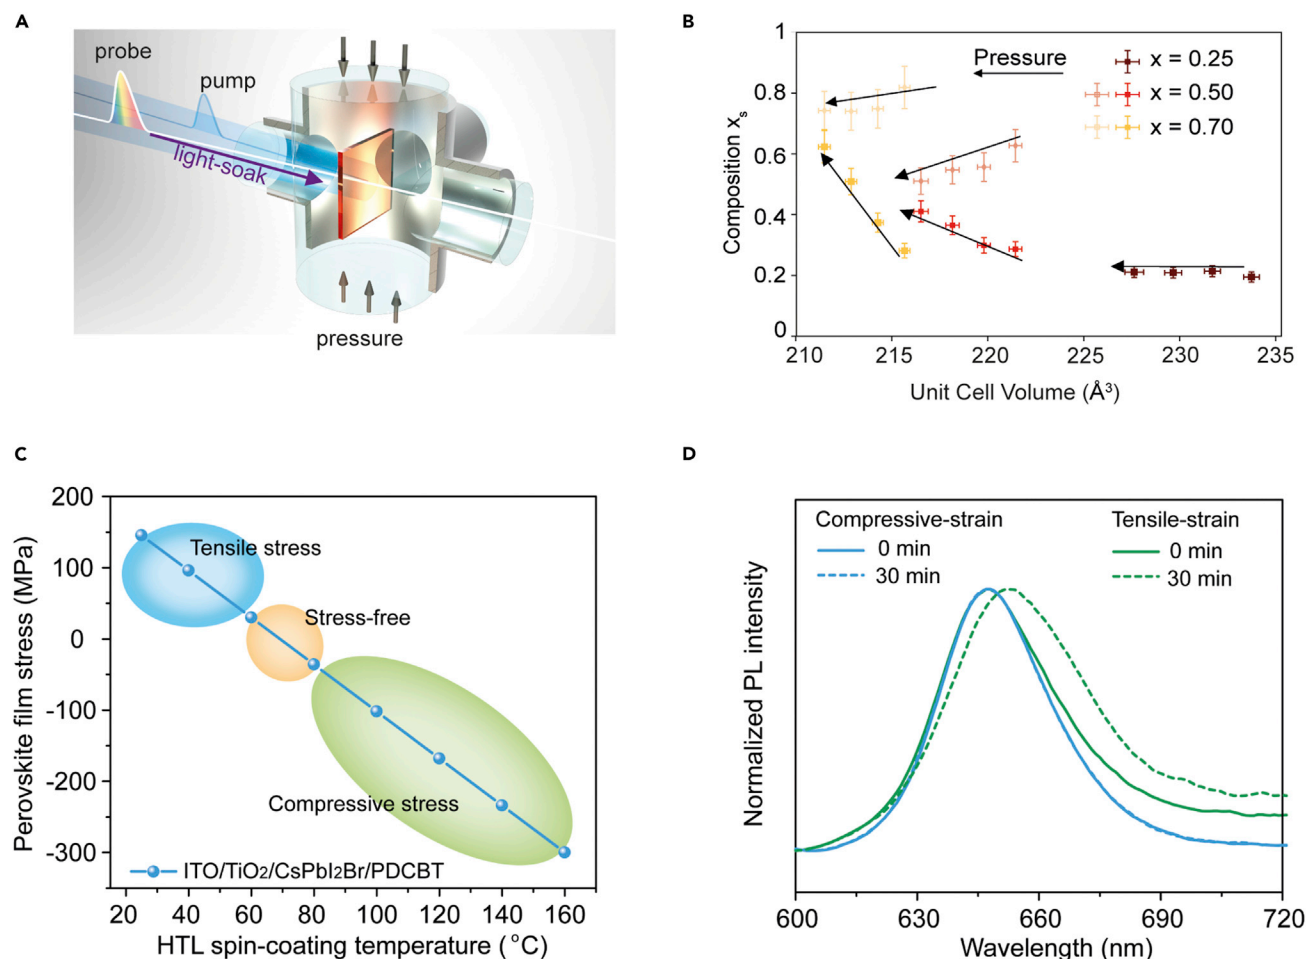 A
probe
pump
light-soak
pressure
B
1
0.8
0.6
0.4
0.2
0
Composition xₛ
Pressure
x = 0.25
x = 0.50
x = 0.70
210 215 220 225 230 235
Unit Cell Volume (Å³)
C
200
100
0
-100
-200
-300
Perovskite film stress (MPa)
Tensile stress
Stress-free
Compressive stress
ITO/TiO₂/CsPbI₂Br/PDCBT
20 40 60 80 100 120 140 160
HTL spin-coating temperature (°C)
D
Normalized PL intensity
Compressive-strain
0 min
30 min
Tensile-strain
0 min
30 min
600 630 660 690 720
Wavelength (nm)